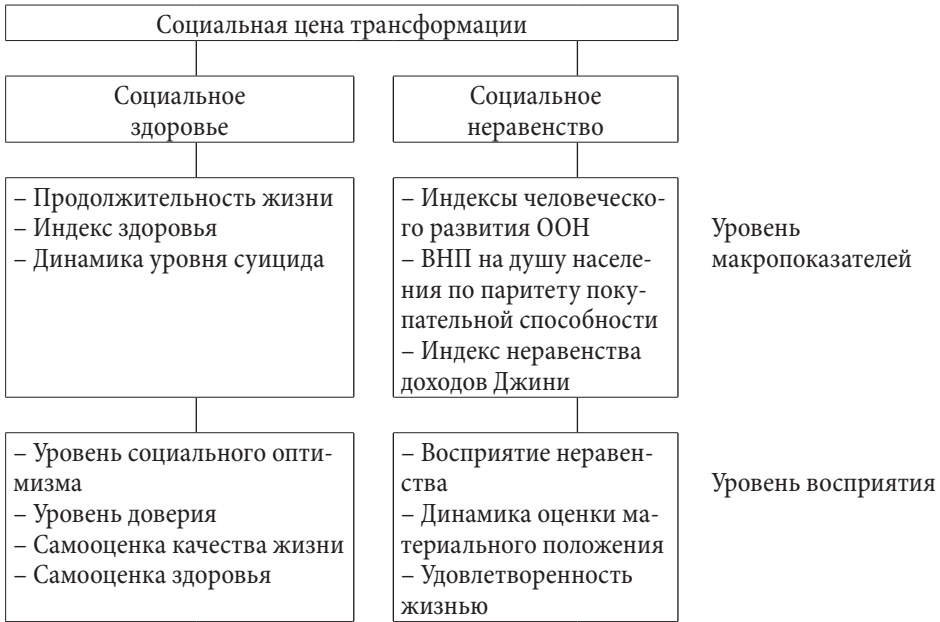 Социальная цена трансформации
Социальное
здоровье
Социальное
неравенство
– Продолжительность жизни
– Индекс здоровья
– Динамика уровня суицида
– Индексы человеческо-
го развития ООН
– ВНП на душу населе-
ния по паритету поку-
пательной способности
– Индекс неравенства
доходов Джини
Уровень
макропоказателей
– Уровень социального опти-
мизма
– Уровень доверия
– Самооценка качества жизни
– Самооценка здоровья
– Восприятие неравен-
ства
– Динамика оценки ма-
териального положения
– Удовлетворенность
жизнью
Уровень восприятия